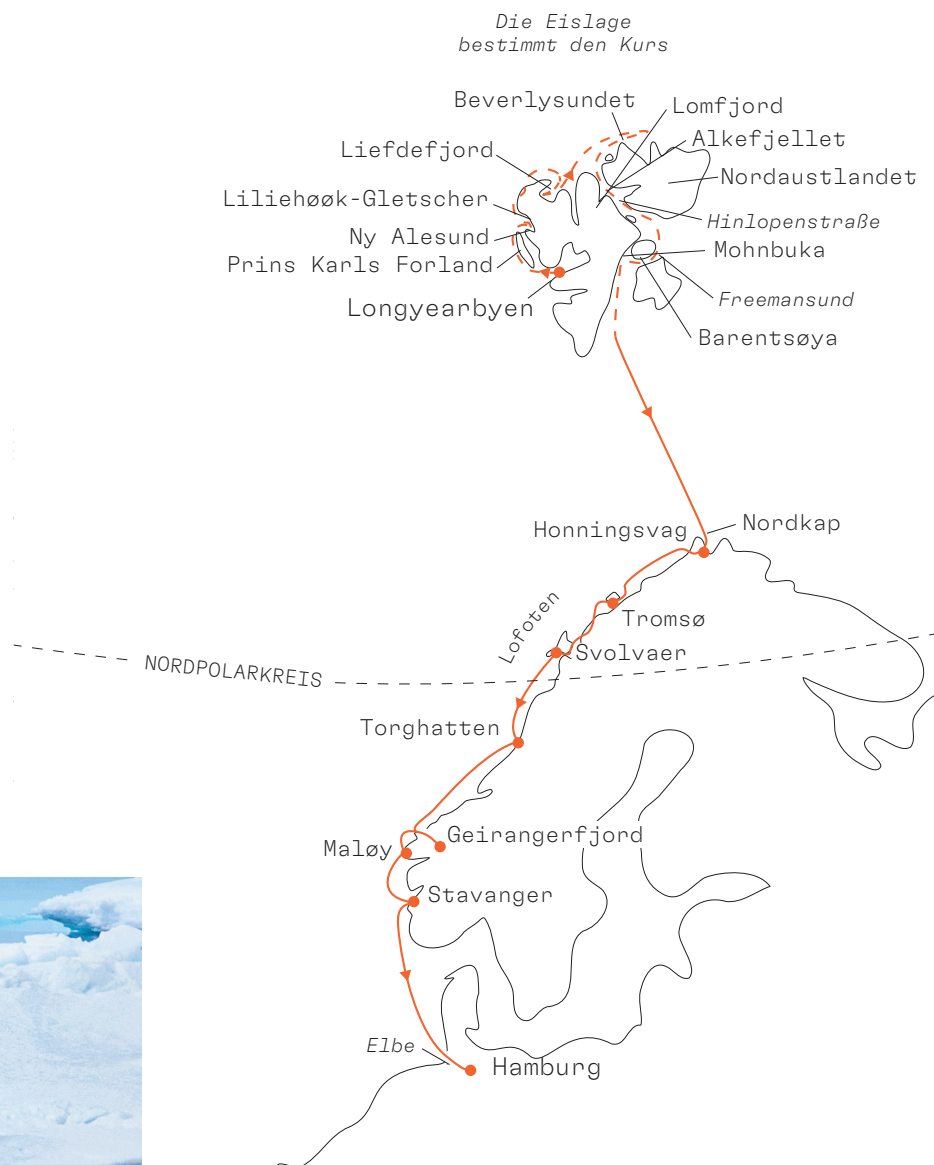 Die Eislage
bestimmt den Kurs
Beverlysundet
Lomfjord
Alkefjellet
Liefdefjord
Nordaustlandet
Liliehøøk-Gletscher
Hinlopenstraße
Ny Alesund
Mohnbuka
Prins Karls Forland
Freemansund
Longyearbyen
Barentsøya
Honningsvag
Nordkap
Lofoten
Tromsø
Svolvaer
NORDPOLARKREIS
Torghatten
Geirangerfjord
Maløy
Stavanger
Elbe
Hamburg